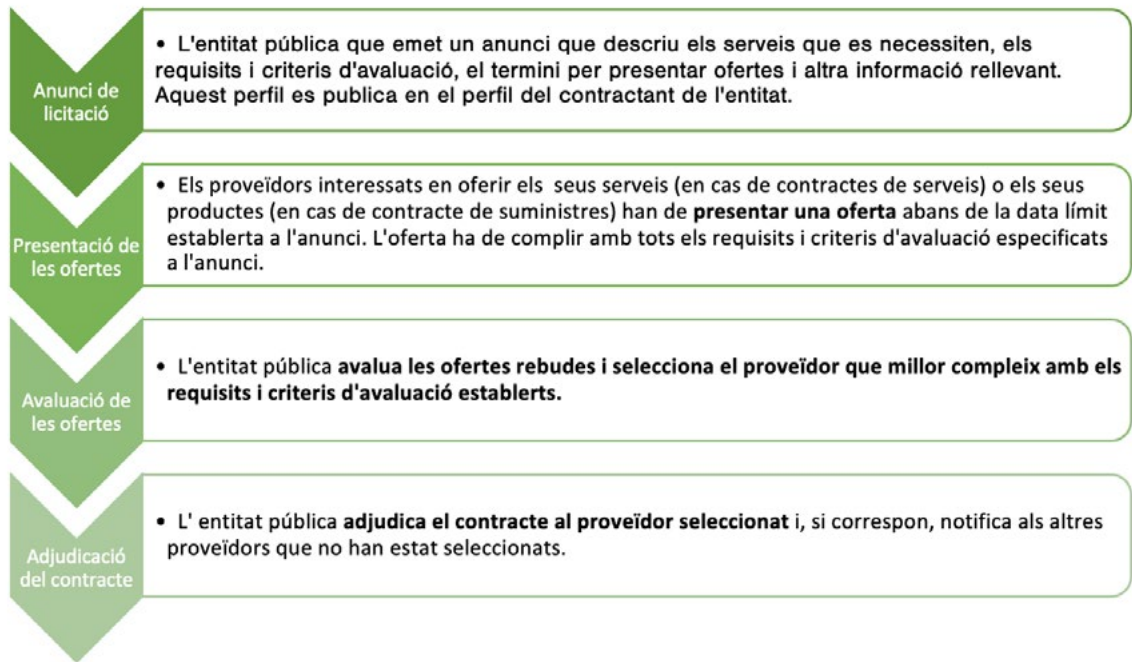 Anunci de
licitació
• L'entitat pública que emet un anunci que descriu els serveis que es necessiten, els
requisits i criteris d'avaluació, el termini per presentar ofertes i altra informació rellevant.
Aquest perfil es publica en el perfil del contractant de l'entitat.
Presentació de
les ofertes
• Els proveïdors interessats en oferir els seus serveis (en cas de contractes de serveis) o els seus
productes (en cas de contracte de suministres) han de presentar una oferta abans de la data límit
establerta a l'anunci. L'oferta ha de complir amb tots els requisits i criteris d'avaluació especificats
a l'anunci.
Avaluació de
les ofertes
• L'entitat pública avalua les ofertes rebudes i selecciona el proveïdor que millor compleix amb els
requisits i criteris d'avaluació establerts.
Adjudicació
del contracte
• L' entitat pública adjudica el contracte al proveïdor seleccionat i, si correspon, notifica als altres
proveïdors que no han estat seleccionats.